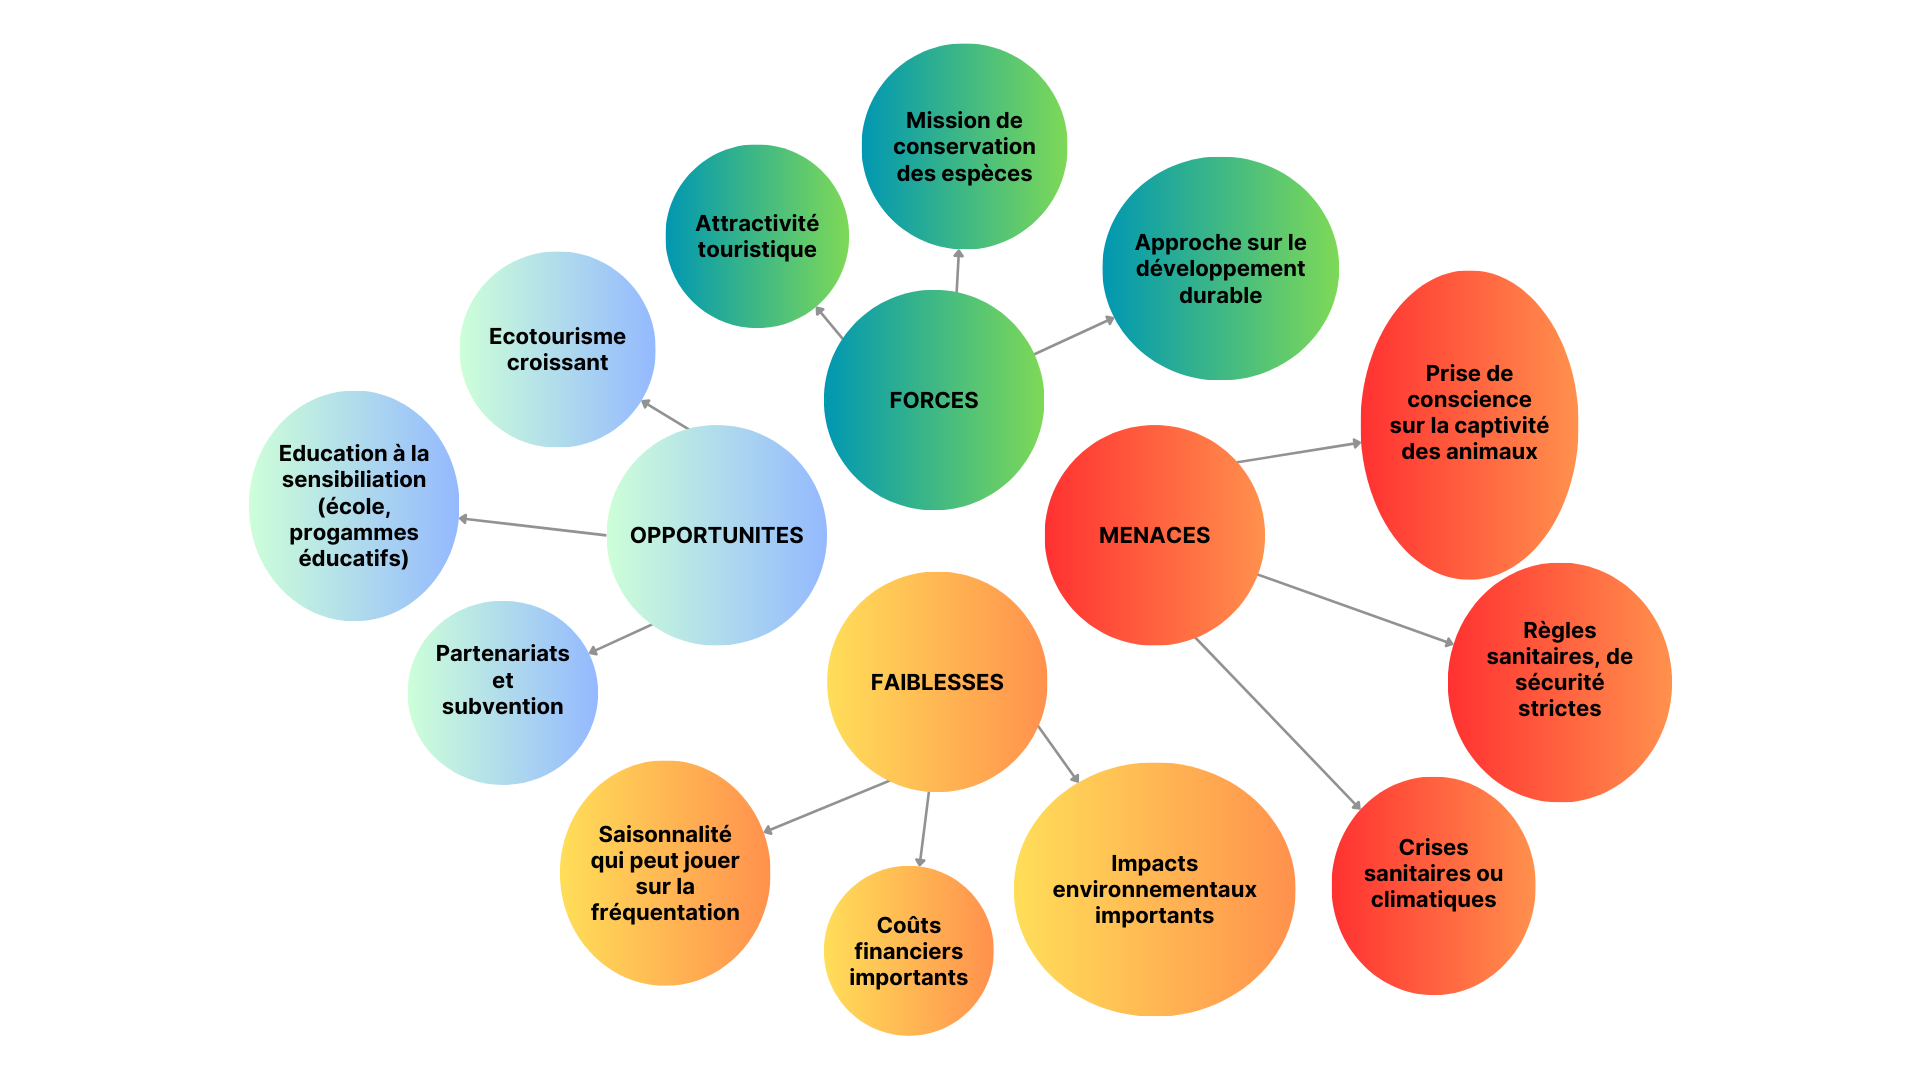 Mission de
conservation
des espèces
Attractivité
touristique
Approche sur le
développement
durable
FORCES
Ecotourisme
croissant
Education à la
sensibiliation
(école,
progammes
éducatifs)
Partenariats
et
subvention
OPPORTUNITES
Prise de
conscience
sur la captivité
des animaux
MENACES
Règles
sanitaires, de
sécurité
strictes
Crises
sanitaires ou
climatiques
FAIBLESSES
Saisonnalité
qui peut jouer
sur la
fréquentation
Coûts
financiers
importants
Impacts
environnementaux
importants